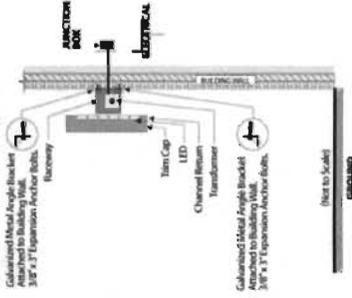 JUNCTION
BOX
ELECTRICAL
BUILDING WALL
Galvanized Metal Angle Bracket
Attached to Building Wall.
3/8" x 3" Expansion Anchor Bolts.
Raceway
Trim Cap
LED
Channel Return
Transformer
Galvanized Metal Angle Bracket
Attached to Building Wall.
3/8" x 3" Expansion Anchor Bolts.
(Not to Scale)
GROUND